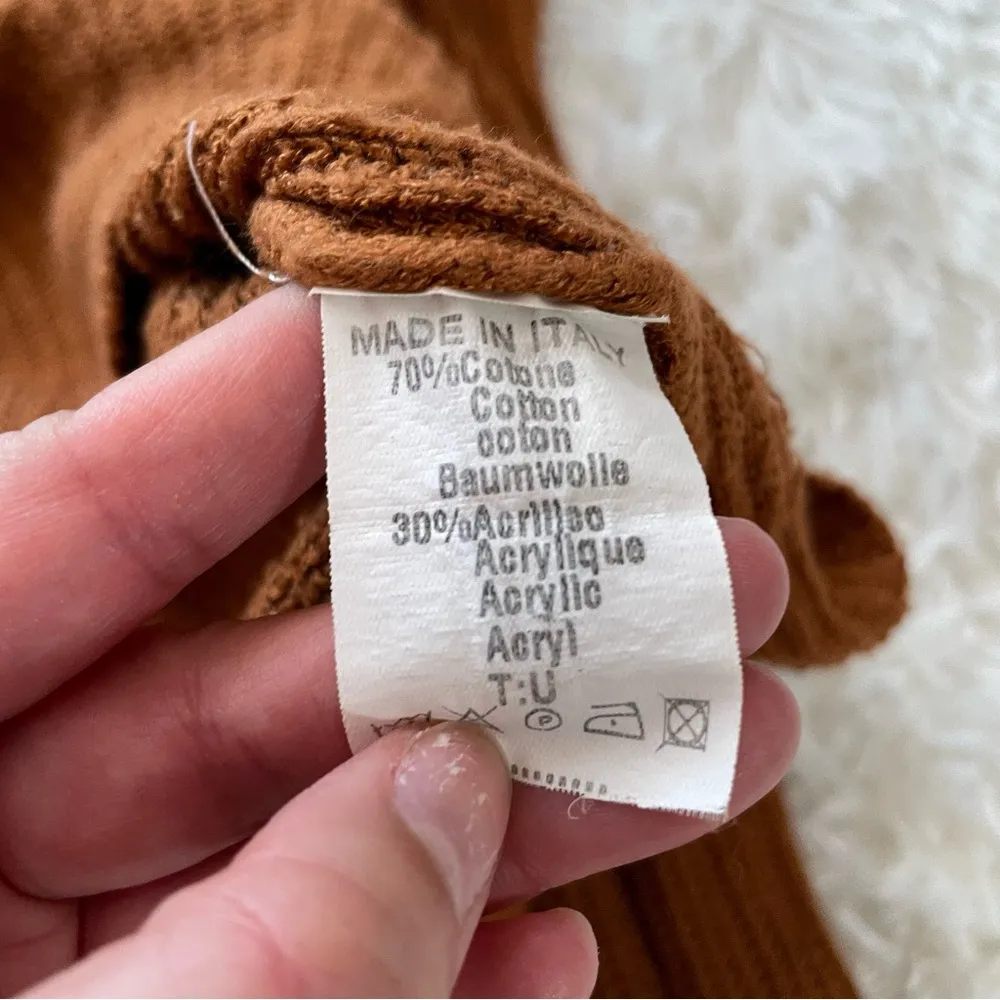 MADE IN ITALY
70%Cotone
Cotton
coton
Baumwolle
30%Acrilico
Acrylique
Acrylic
Acryl
T:U
P